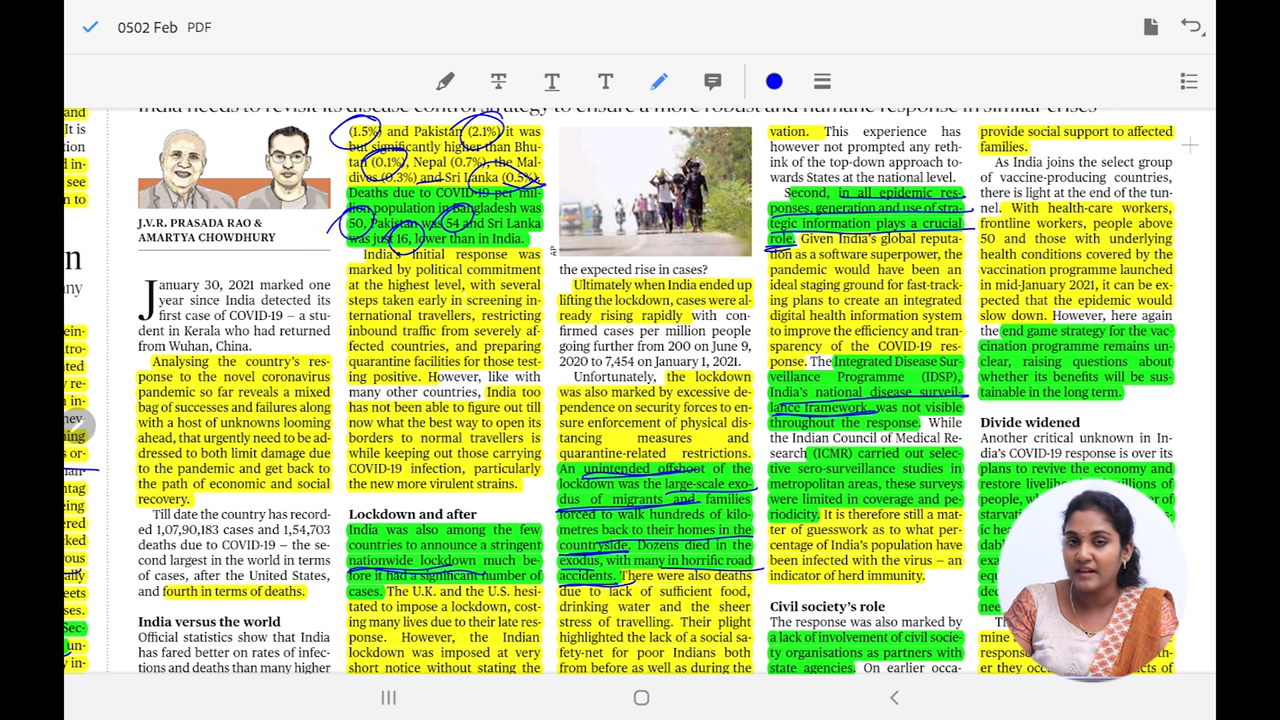 0502 Feb PDF
India needs to revisit its disease control strategy to ensure a more robust and humane response in similar crises
and
It is
see
to
J.V.R. PRASADA RAO &
AMARTYA CHOWDHURY
January 30, 2021 marked one
year since India detected its
first case of COVID-19 – a stu-
dent in Kerala who had returned
from Wuhan, China.
Analysing the country's res-
ponse to the novel coronavirus
pandemic so far reveals a mixed
bag of successes and failures along
with a host of unknowns looming
ahead, that urgently need to be ad-
dressed to both limit damage due
to the pandemic and get back to
the path of economic and social
recovery.
Till date the country has record-
ed 1,07,90,183 cases and 1,54,703
deaths due to COVID-19 – the se-
cond largest in the world in terms
of cases, after the United States,
and fourth in terms of deaths.
India versus the world
Official statistics show that India
has fared better on rates of infec-
tions and deaths than many higher
(1.5%) and Pakistan (2.1%) it was
but significantly higher than Bhu-
tan (0.1%), Nepal (0.7%), the Mal-
dives (0.3%) and Sri Lanka (0.5%).
Deaths due to COVID-19 per mil-
lion population in Bangladesh was
50, Pakistan was 54 and Sri Lanka
was just 16, lower than in India.
India's initial response was
marked by political commitment
at the highest level, with several
steps taken early in screening in-
ternational travellers, restricting
inbound traffic from severely af-
fected countries, and preparing
quarantine facilities for those test-
ing positive. However, like with
many other countries, India too
has not been able to figure out till
now what the best way to open its
borders to normal travellers is
while keeping out those carrying
COVID-19 infection, particularly
the new more virulent strains.
Lockdown and after
India was also among the few
countries to announce a stringent
nationwide lockdown much be-
fore it had a significant number of
cases. The U.K. and the U.S. hesi-
tated to impose a lockdown, cost-
ing many lives due to their late res-
ponse. However, the Indian
lockdown was imposed at very
short notice without stating the
AP
the expected rise in cases?
Ultimately when India ended up
lifting the lockdown, cases were al-
ready rising rapidly with con-
firmed cases per million people
going further from 200 on June 9,
2020 to 7,454 on January 1, 2021.
Unfortunately, the lockdown
was also marked by excessive de-
pendence on security forces to en-
sure enforcement of physical dis-
tancing measures and
quarantine-related restrictions.
An unintended offshoot of the
lockdown was the large-scale exo-
dus of migrants and families
forced to walk hundreds of kilo-
metres back to their homes in the
countryside. Dozens died in the
exodus, with many in horrific road
accidents. There were also deaths
due to lack of sufficient food,
drinking water and the sheer
stress of travelling. Their plight
highlighted the lack of a social sa-
fety-net for poor Indians both
from before as well as during the
vation. This experience has
however not prompted any reth-
ink of the top-down approach to-
wards States at the national level.
Second, in all epidemic res-
ponses, generation and use of stra-
tegic information plays a crucial
role. Given India's global reputa-
tion as a software superpower, the
pandemic would have been an
ideal staging ground for fast-track-
ing plans to create an integrated
digital health information system
to improve the efficiency and tran-
sparency of the COVID-19 res-
ponse. The Integrated Disease Sur-
veillance Programme (IDSP),
India's national disease surveil-
lance framework, was not visible
throughout the response. While
the Indian Council of Medical Re-
search (ICMR) carried out selec-
tive sero-surveillance studies in
metropolitan areas, these surveys
were limited in coverage and pe-
riodicity. It is therefore still a mat-
ter of guesswork as to what per-
centage of India's population have
been infected with the virus – an
indicator of herd immunity.
Civil society's role
The response was also marked by
a lack of involvement of civil socie-
ty organisations as partners with
state agencies. On earlier occa-
provide social support to affected
families.
As India joins the select group
of vaccine-producing countries,
there is light at the end of the tun-
nel. With health-care workers,
frontline workers, people above
50 and those with underlying
health conditions covered by the
vaccination programme launched
in mid-January 2021, it can be ex-
pected that the epidemic would
slow down. However, here again
the end game strategy for the vac-
cination programme remains un-
clear, raising questions about
whether its benefits will be sus-
tainable in the long term.
Divide widened
Another critical unknown in In-
dia's COVID-19 response is over its
plans to revive the economy and
restore
people,